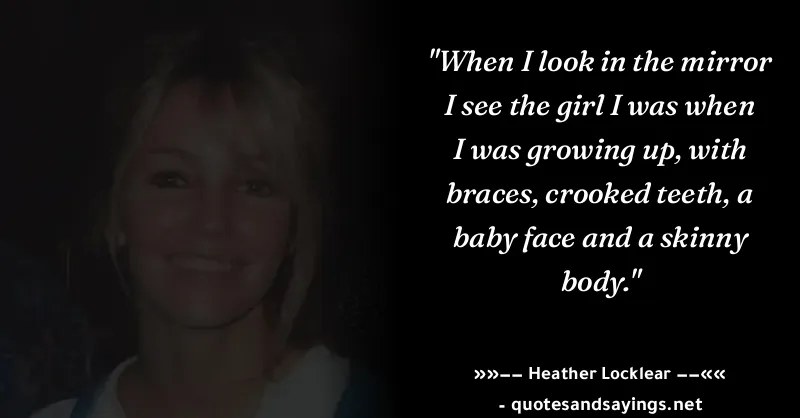 "When I look in the mirror
I see the girl I was when
I was growing up, with
braces, crooked teeth, a
baby face and a skinny
body."
»»–– Heather Locklear ––««
- quotesandsayings.net